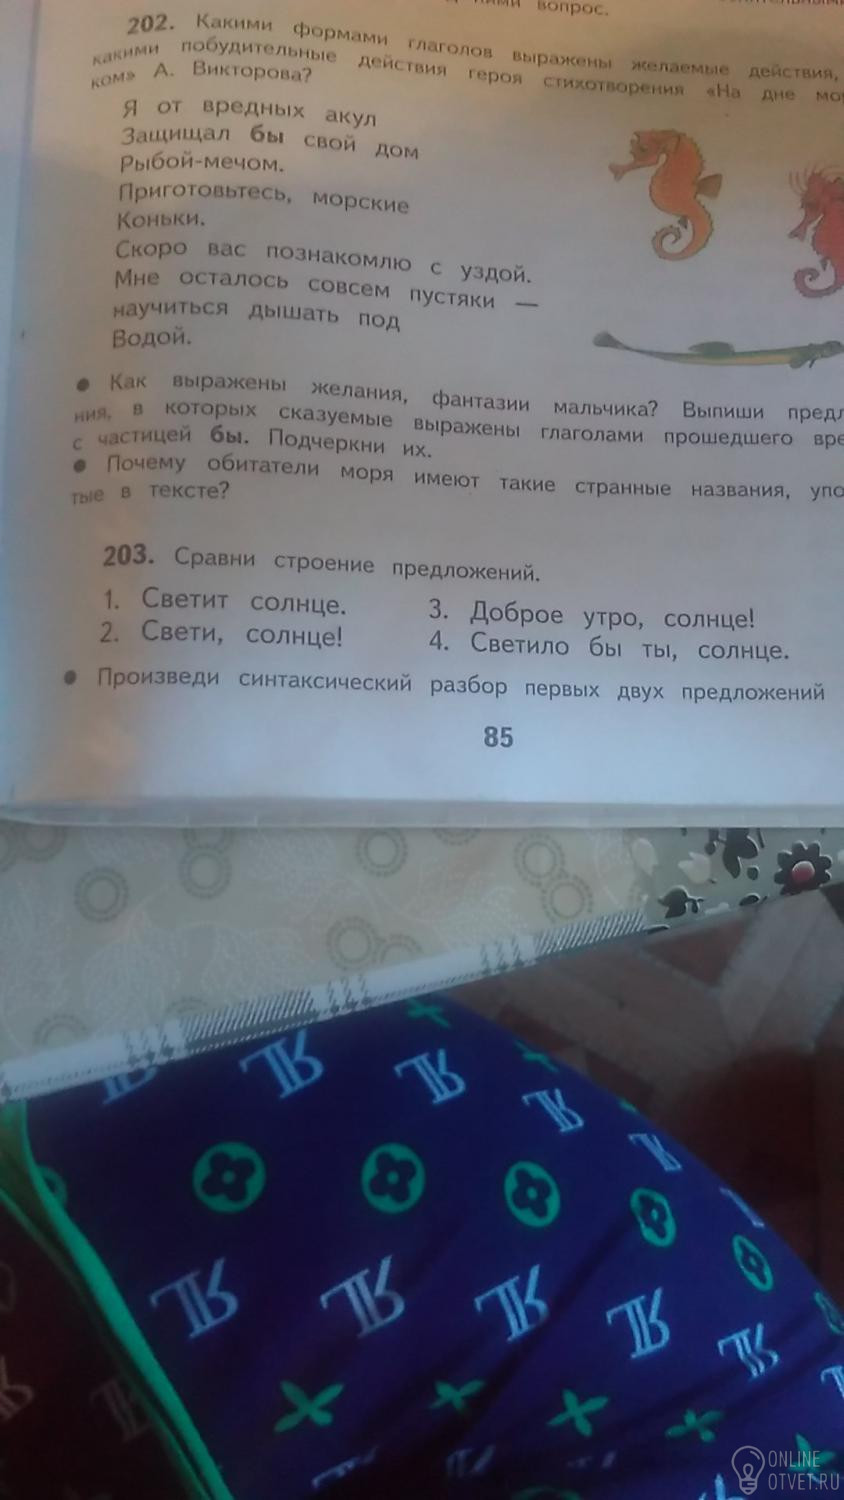 вопрос.
202. Какими формами глаголов выражены желаемые действия,
какими побудительные действия героя стихотворения «На дне мор
ком» А. Викторова?
Я от вредных акул
Защищал бы свой дом
Рыбой-мечом.
Приготовьтесь, морские
Коньки.
Скоро вас познакомлю с уздой.
Мне осталось совсем пустяки —
научиться дышать под
Водой.
● Как выражены желания, фантазии мальчика? Выпиши предл
ния, в которых сказуемые выражены глаголами прошедшего вре
с частицей бы. Подчеркни их.
● Почему обитатели моря имеют такие странные названия, упо
тые в тексте?
203. Сравни строение предложений.
1. Светит солнце.
2. Свети, солнце!
3. Доброе утро, солнце!
4. Светило бы ты, солнце.
● Произведи синтаксический разбор первых двух предложений
85
ONLINE
OTVET.RU